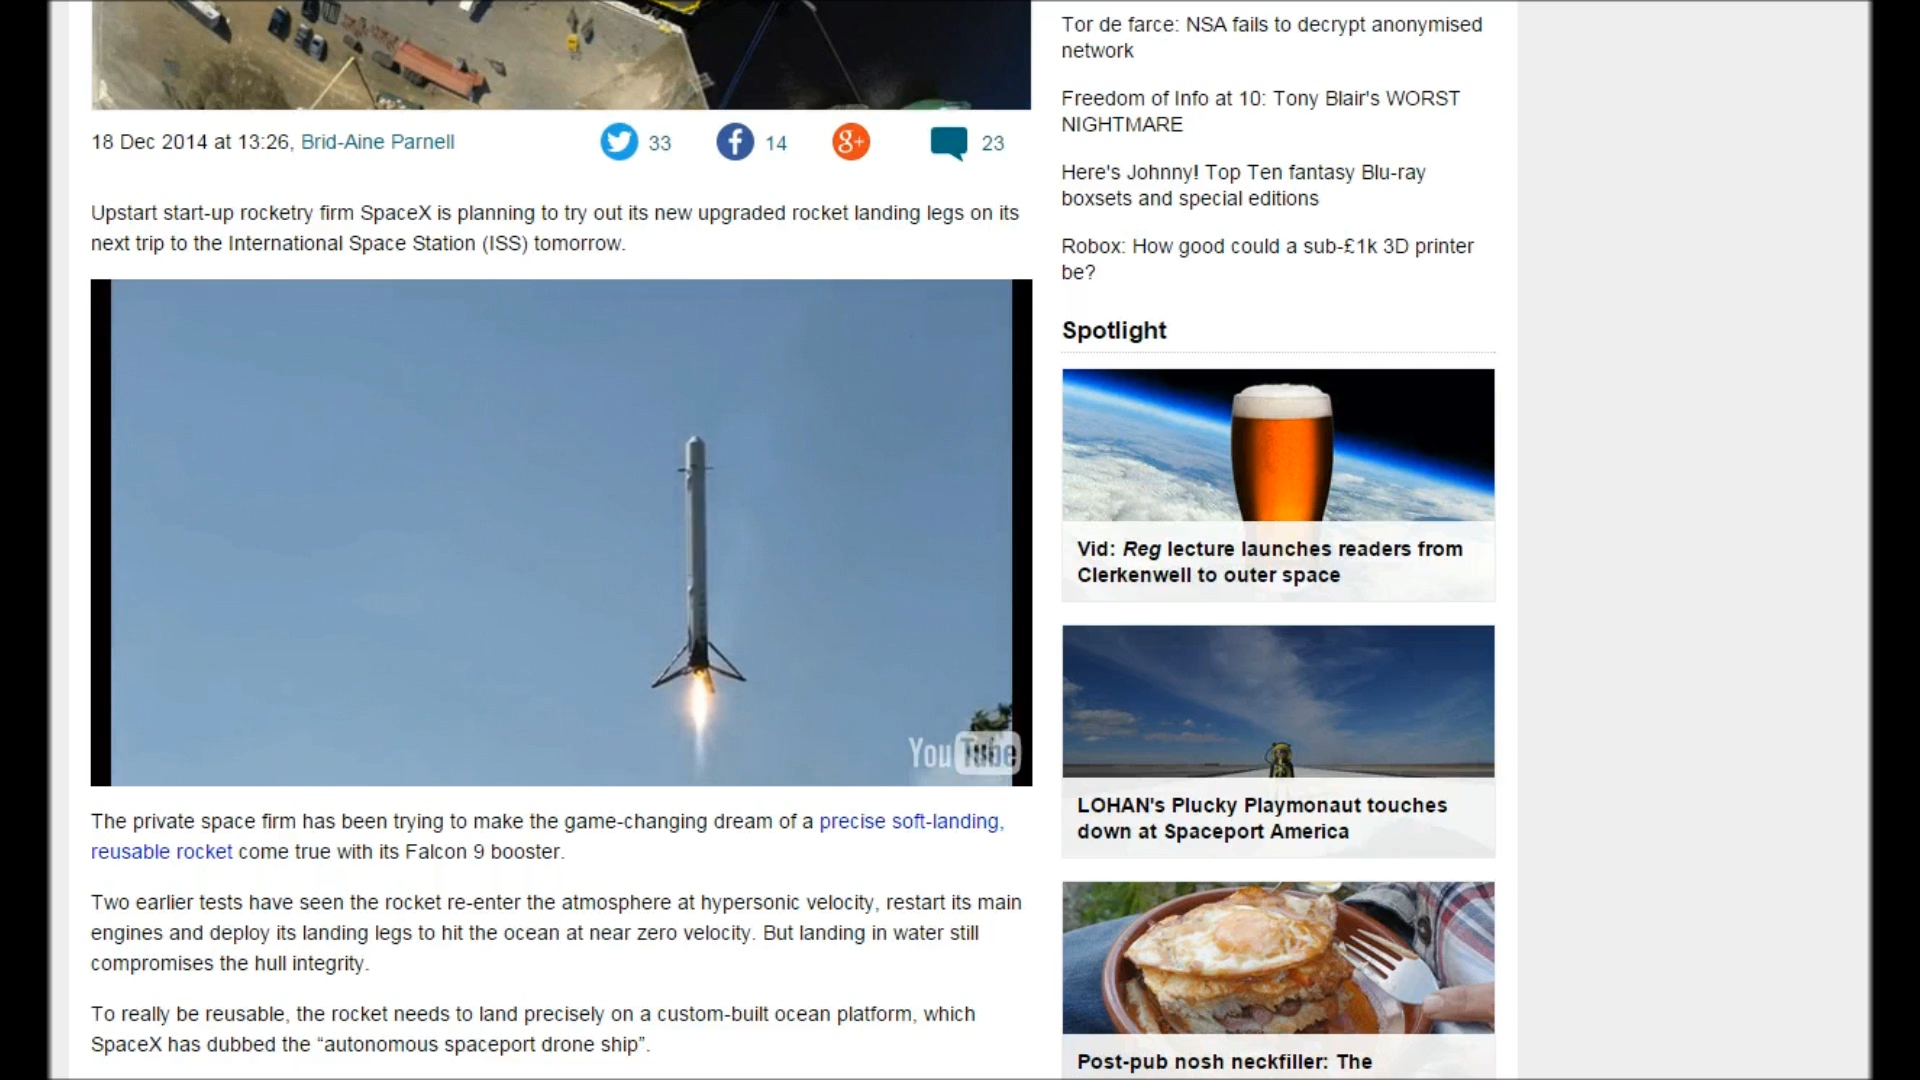 18 Dec 2014 at 13:26, Brid-Aine Parnell
33
14
g+
23
Upstart start-up rocketry firm SpaceX is planning to try out its new upgraded rocket landing legs on its
next trip to the International Space Station (ISS) tomorrow.
YouTube
The private space firm has been trying to make the game-changing dream of a precise soft-landing,
reusable rocket come true with its Falcon 9 booster.
Two earlier tests have seen the rocket re-enter the atmosphere at hypersonic velocity, restart its main
engines and deploy its landing legs to hit the ocean at near zero velocity. But landing in water still
compromises the hull integrity.
To really be reusable, the rocket needs to land precisely on a custom-built ocean platform, which
SpaceX has dubbed the “autonomous spaceport drone ship”.
Tor de farce: NSA fails to decrypt anonymised
network
Freedom of Info at 10: Tony Blair's WORST
NIGHTMARE
Here's Johnny! Top Ten fantasy Blu-ray
boxsets and special editions
Robox: How good could a sub-£1k 3D printer
be?
Spotlight
Vid: Reg lecture launches readers from
Clerkenwell to outer space
LOHAN's Plucky Playmonaut touches
down at Spaceport America
Post-pub nosh neckfiller: The